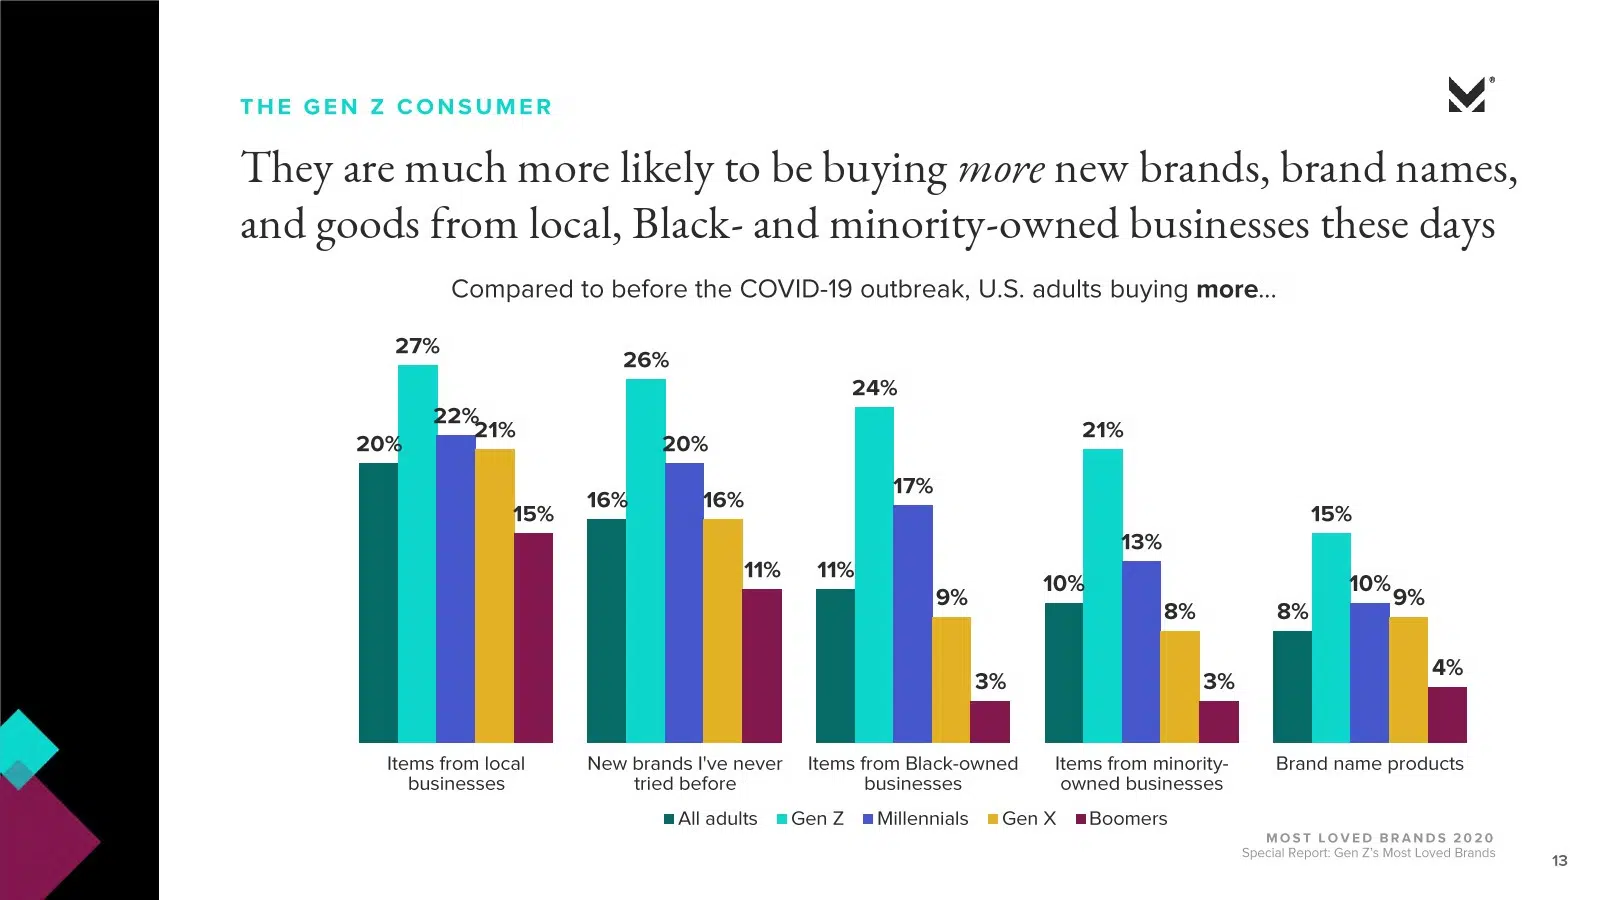 THE GEN Z CONSUMER
®
They are much more likely to be buying more new brands, brand names,
and goods from local, Black- and minority-owned businesses these days
Compared to before the COVID-19 outbreak, U.S. adults buying more...
20% 27% 22% 21% 15%
16% 26% 20% 16% 11%
11% 24% 17% 9% 3%
10% 21% 13% 8% 3%
8% 15% 10% 9% 4%
Items from local
businesses
New brands I've never
tried before
Items from Black-owned
businesses
Items from minority-
owned businesses
Brand name products
All adults Gen Z Millennials Gen X Boomers
MOST LOVED BRANDS 2020
Special Report: Gen Z's Most Loved Brands
13